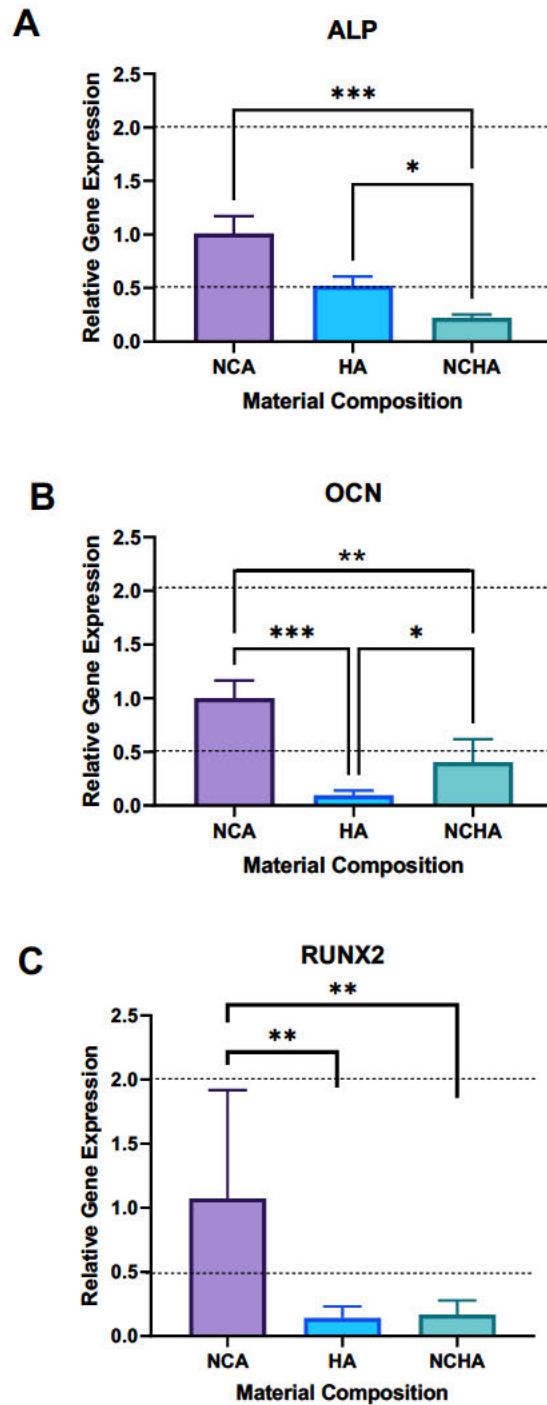 A
ALP
***
*
Relative Gene Expression
2.5
2.0
1.5
1.0
0.5
0.0
NCA HA NCHA
Material Composition
B
OCN
**
***
*
Relative Gene Expression
2.5
2.0
1.5
1.0
0.5
0.0
NCA HA NCHA
Material Composition
C
RUNX2
**
**
Relative Gene Expression
2.5
2.0
1.5
1.0
0.5
0.0
NCA HA NCHA
Material Composition